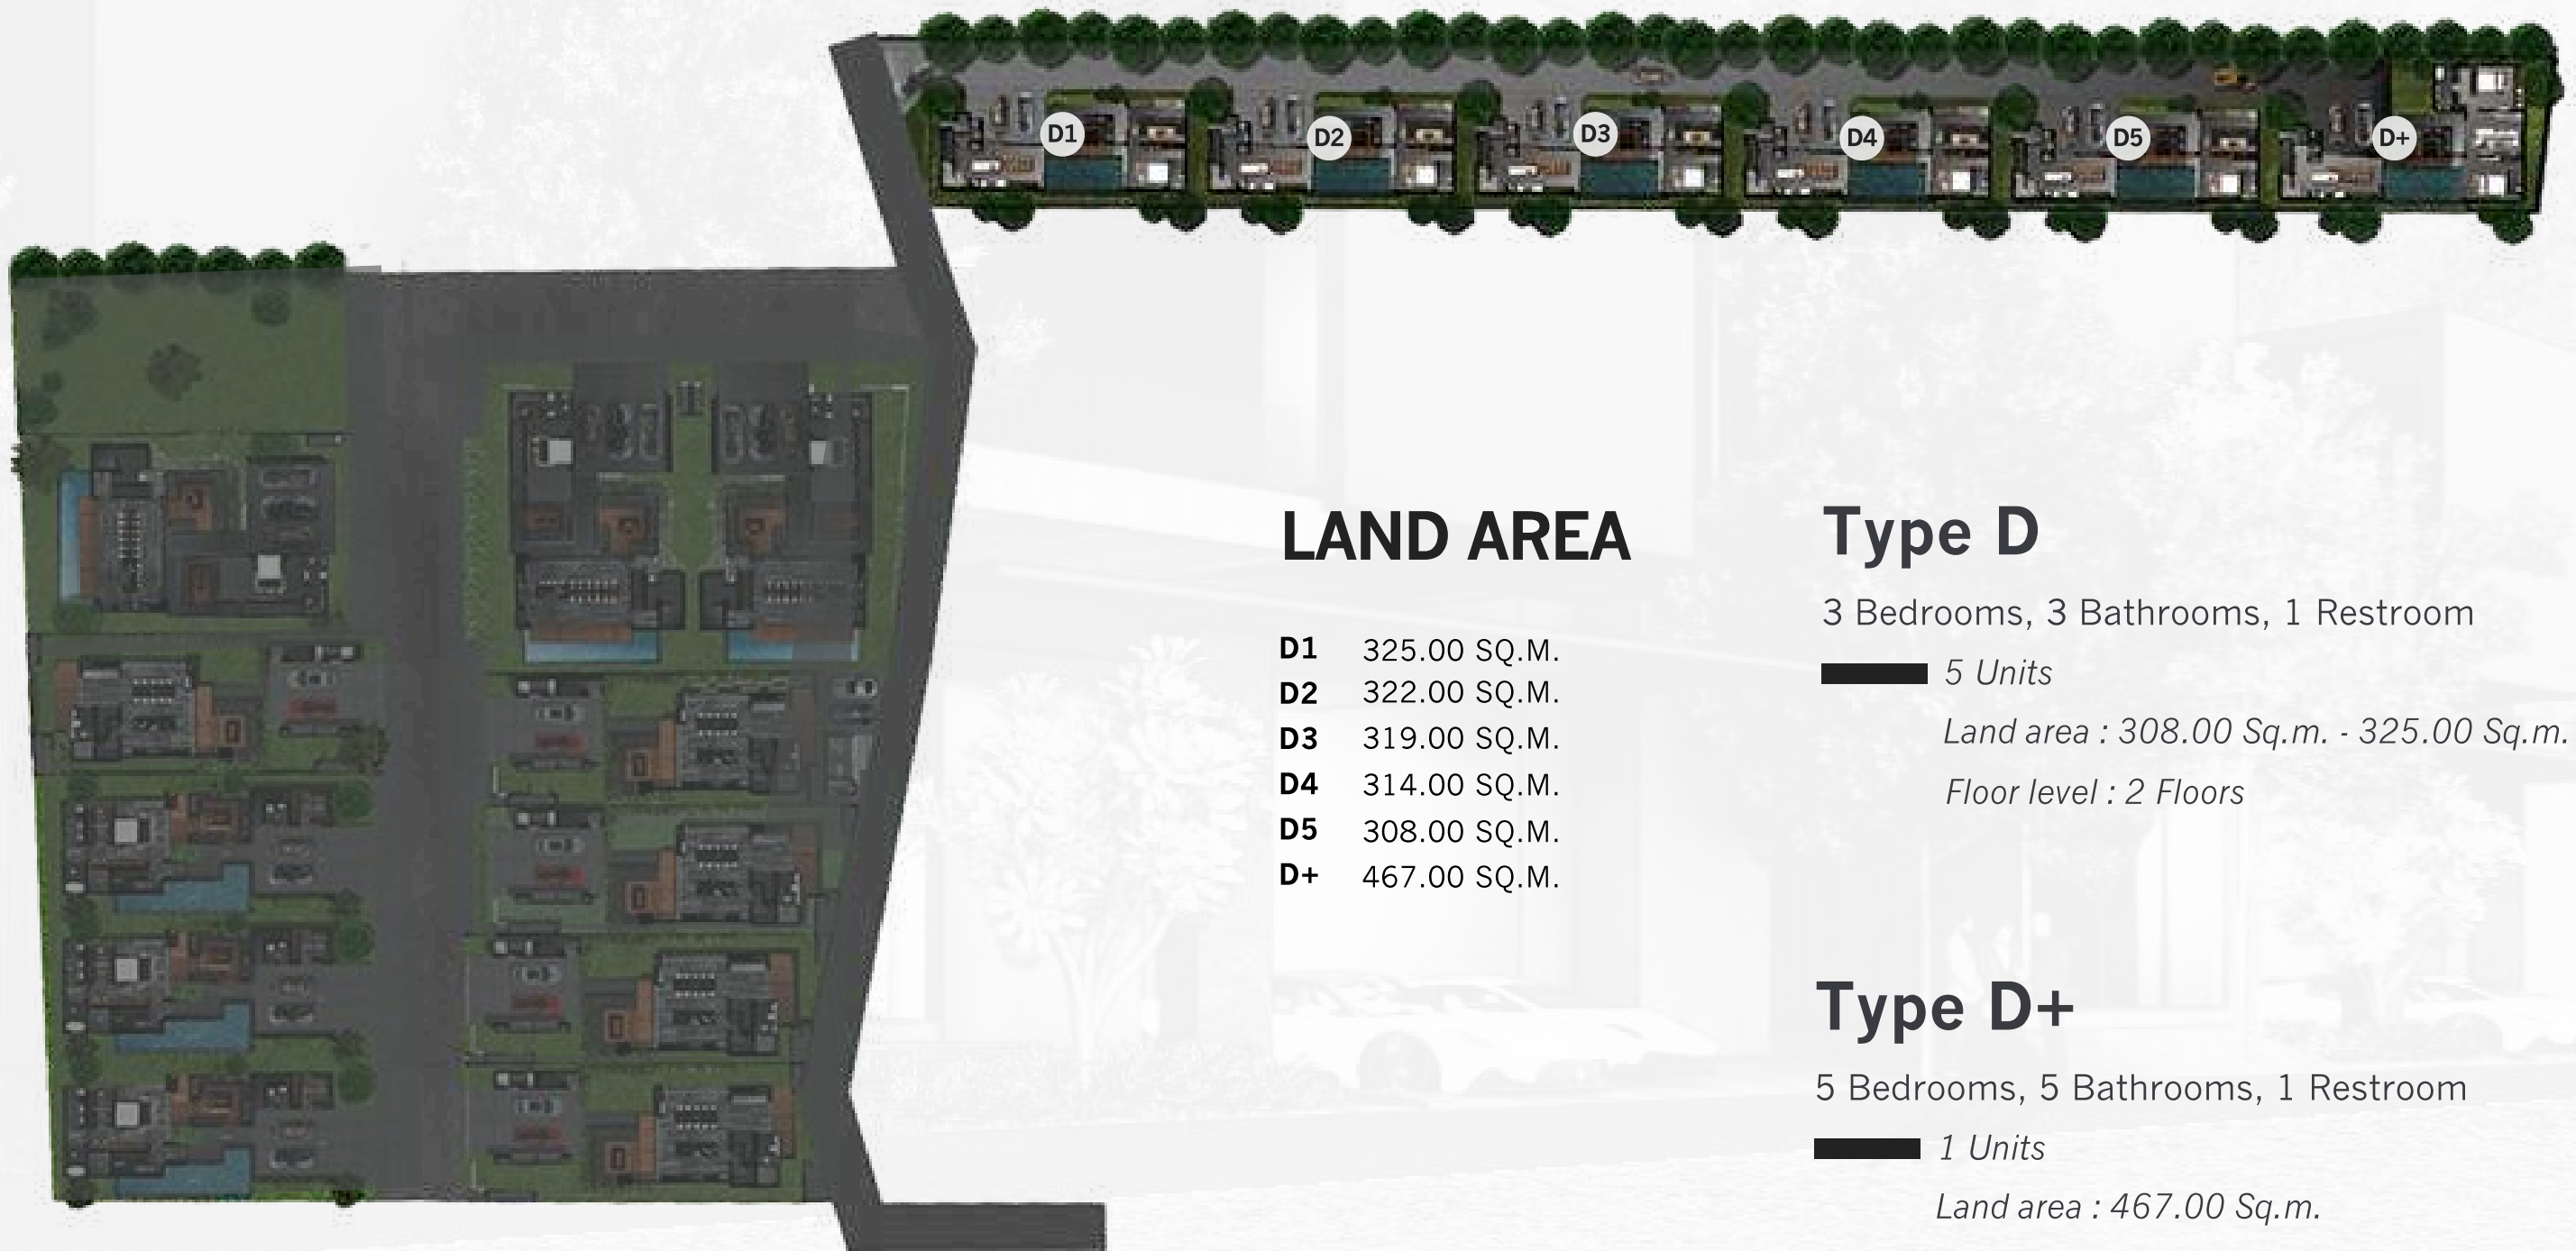 D1
D2
D3
D4
D5
D+
LAND AREA
D1 325.00 SQ.M.
D2 322.00 SQ.M.
D3 319.00 SQ.M.
D4 314.00 SQ.M.
D5 308.00 SQ.M.
D+ 467.00 SQ.M.
Type D
3 Bedrooms, 3 Bathrooms, 1 Restroom
5 Units
Land area : 308.00 Sq.m. - 325.00 Sq.m.
Floor level : 2 Floors
Type D+
5 Bedrooms, 5 Bathrooms, 1 Restroom
1 Units
Land area : 467.00 Sq.m.